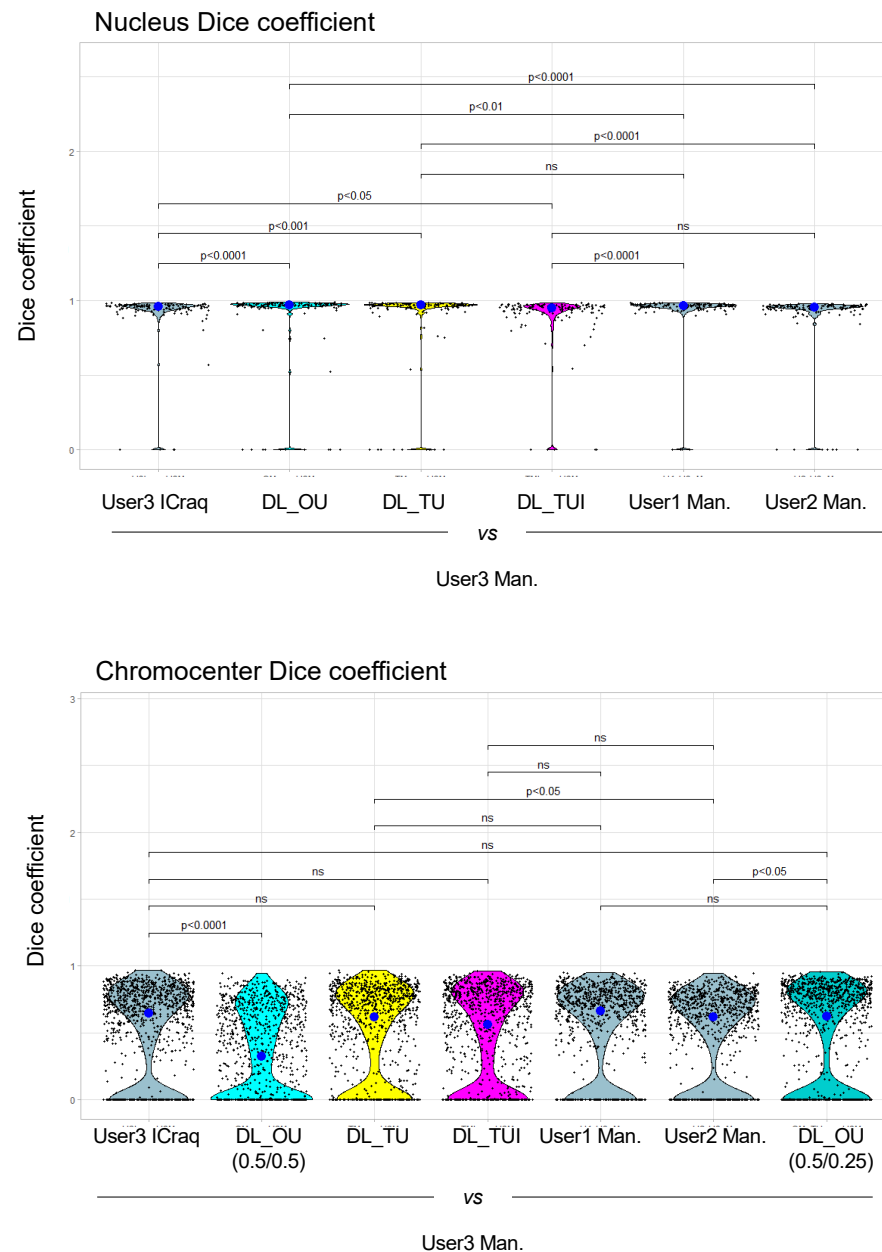 Nucleus Dice coefficient
p<0.0001
p<0.01
p<0.0001
2
ns
p<0.05
p<0.001
ns
p<0.0001
p<0.0001
Dice coefficient
1
0
User3 ICraq DL_OU DL_TU DL_TUI User1 Man. User2 Man.
vs
User3 Man.
Chromocenter Dice coefficient
3
ns
ns
p<0.05
ns
2
ns
ns
p<0.05
ns
ns
p<0.0001
Dice coefficient
1
0
User3 ICraq DL_OU DL_TU DL_TUI User1 Man. User2 Man. DL_OU
(0.5/0.5) (0.5/0.25)
vs
User3 Man.